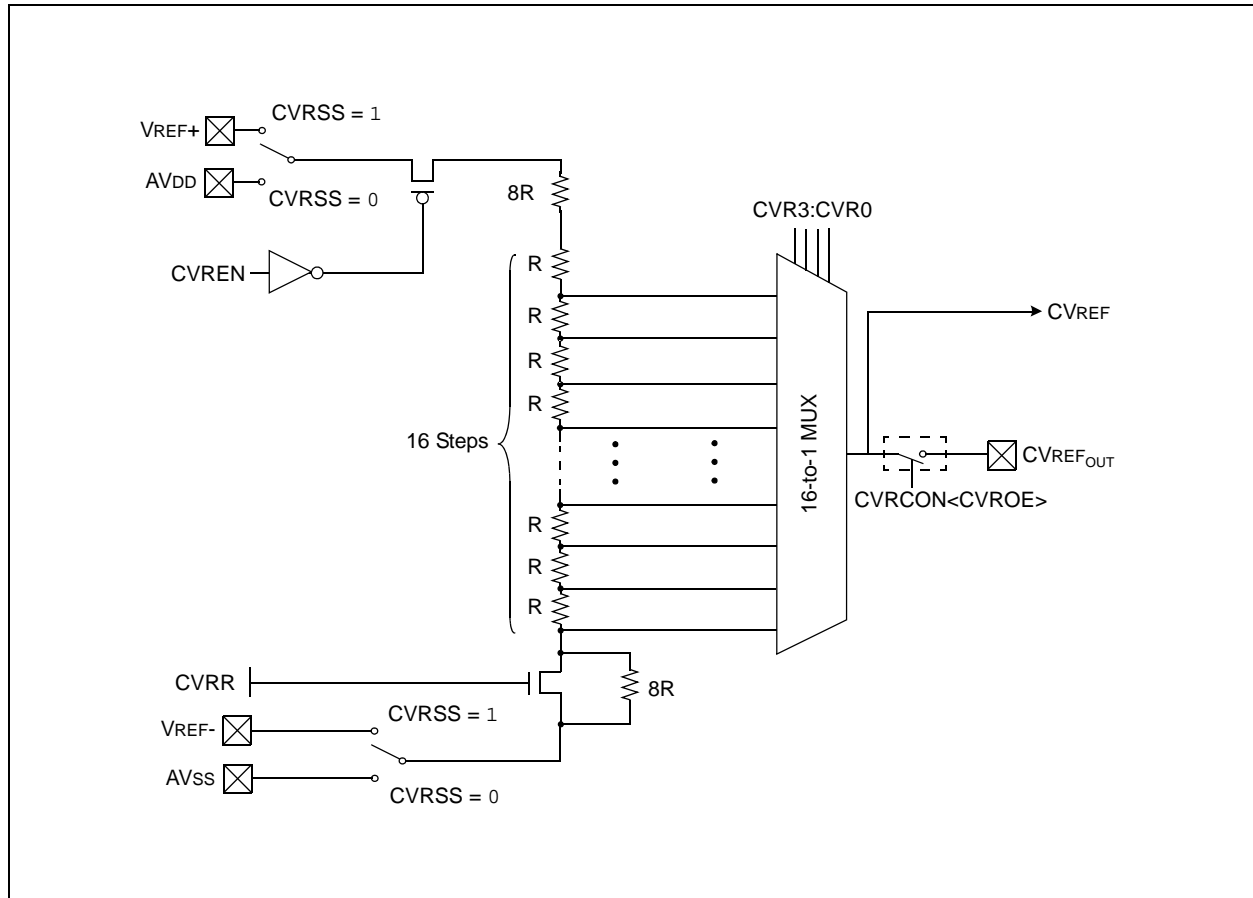 CVRSS = 1
VREF+
AVDD
CVRSS = 0
8R
CVR3:CVR0
CVREN
R
R
R
R
16 Steps
R
R
R
16-to-1 MUX
CVREF
CVREFOUT
CVRCON<CVROE>
CVRR
8R
CVRSS = 1
VREF-
AVSS
CVRSS = 0